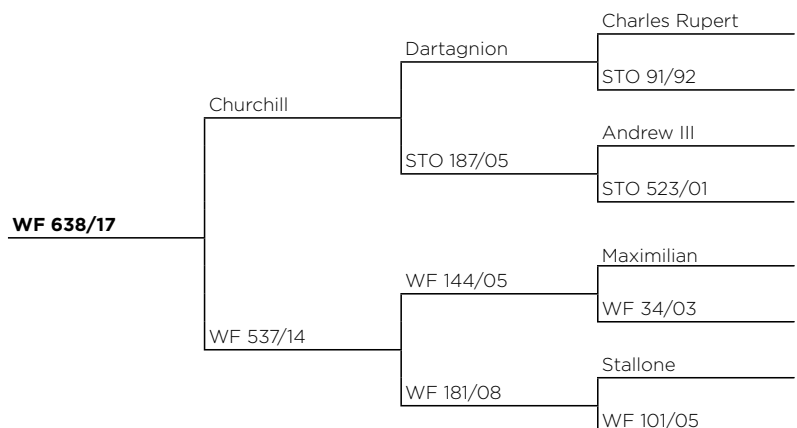 Charles Rupert
Dartagnion
STO 91/92
Churchill
Andrew III
STO 187/05
STO 523/01
WF 638/17
Maximilian
WF 144/05
WF 34/03
WF 537/14
Stallone
WF 181/08
WF 101/05